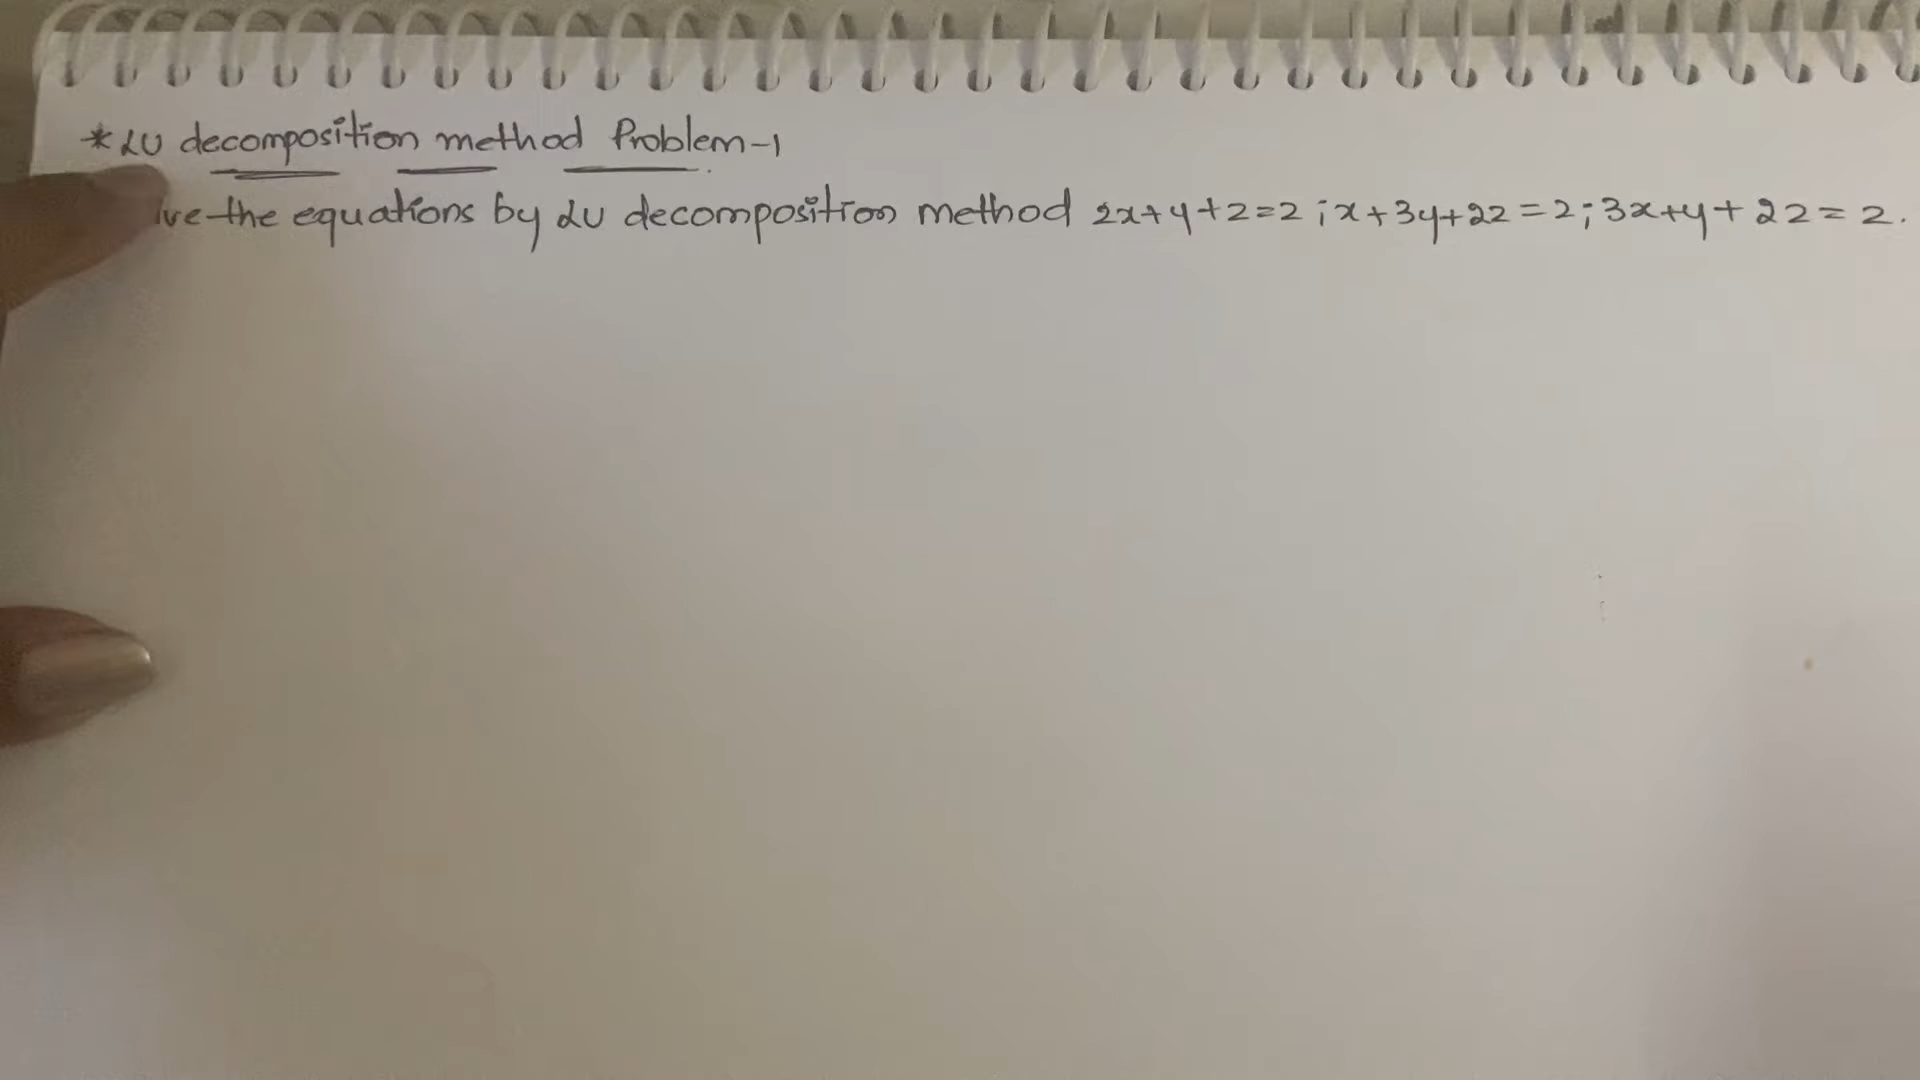 *LU decomposition method Problem-1
ve the equations by LU decomposition method 2x+y+z=2; x+3y+2z=2; 3x+y+2z=2.